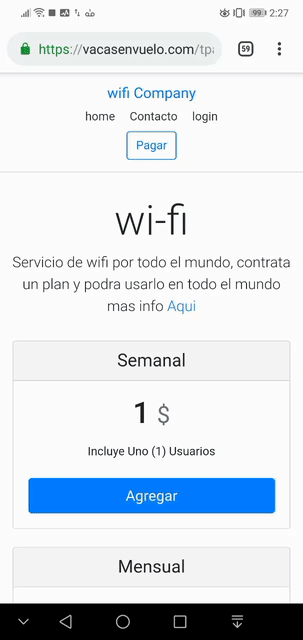 99 2:27
https://vacasenvuelo.com/tpa
59
wifi Company
home Contacto login
Pagar
wi-fi
Servicio de wifi por todo el mundo, contrata
un plan y podra usarlo en todo el mundo
mas info Aqui
Semanal
1 $
Incluye Uno (1) Usuarios
Agregar
Mensual